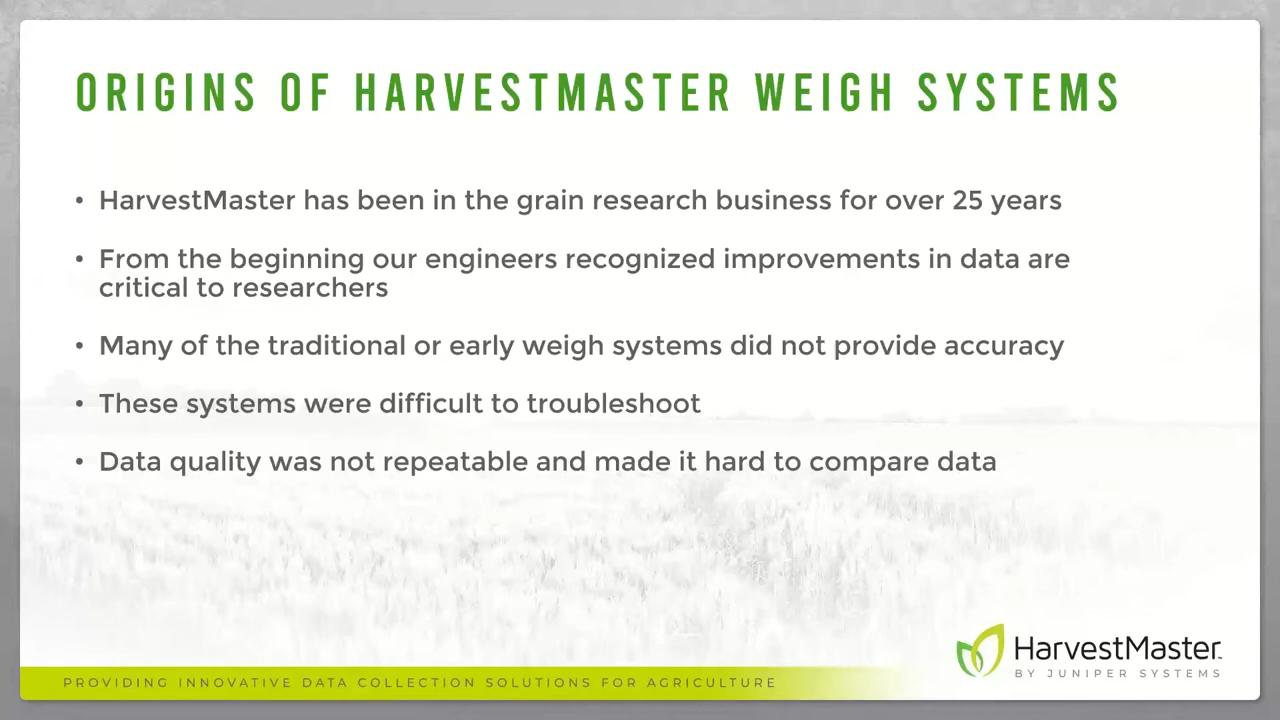 ORIGINS OF HARVESTMASTER WEIGH SYSTEMS
• HarvestMaster has been in the grain research business for over 25 years
• From the beginning our engineers recognized improvements in data are
critical to researchers
• Many of the traditional or early weigh systems did not provide accuracy
• These systems were difficult to troubleshoot
• Data quality was not repeatable and made it hard to compare data
HarvestMaster™
BY JUNIPER SYSTEMS
PROVIDING INNOVATIVE DATA COLLECTION SOLUTIONS FOR AGRICULTURE